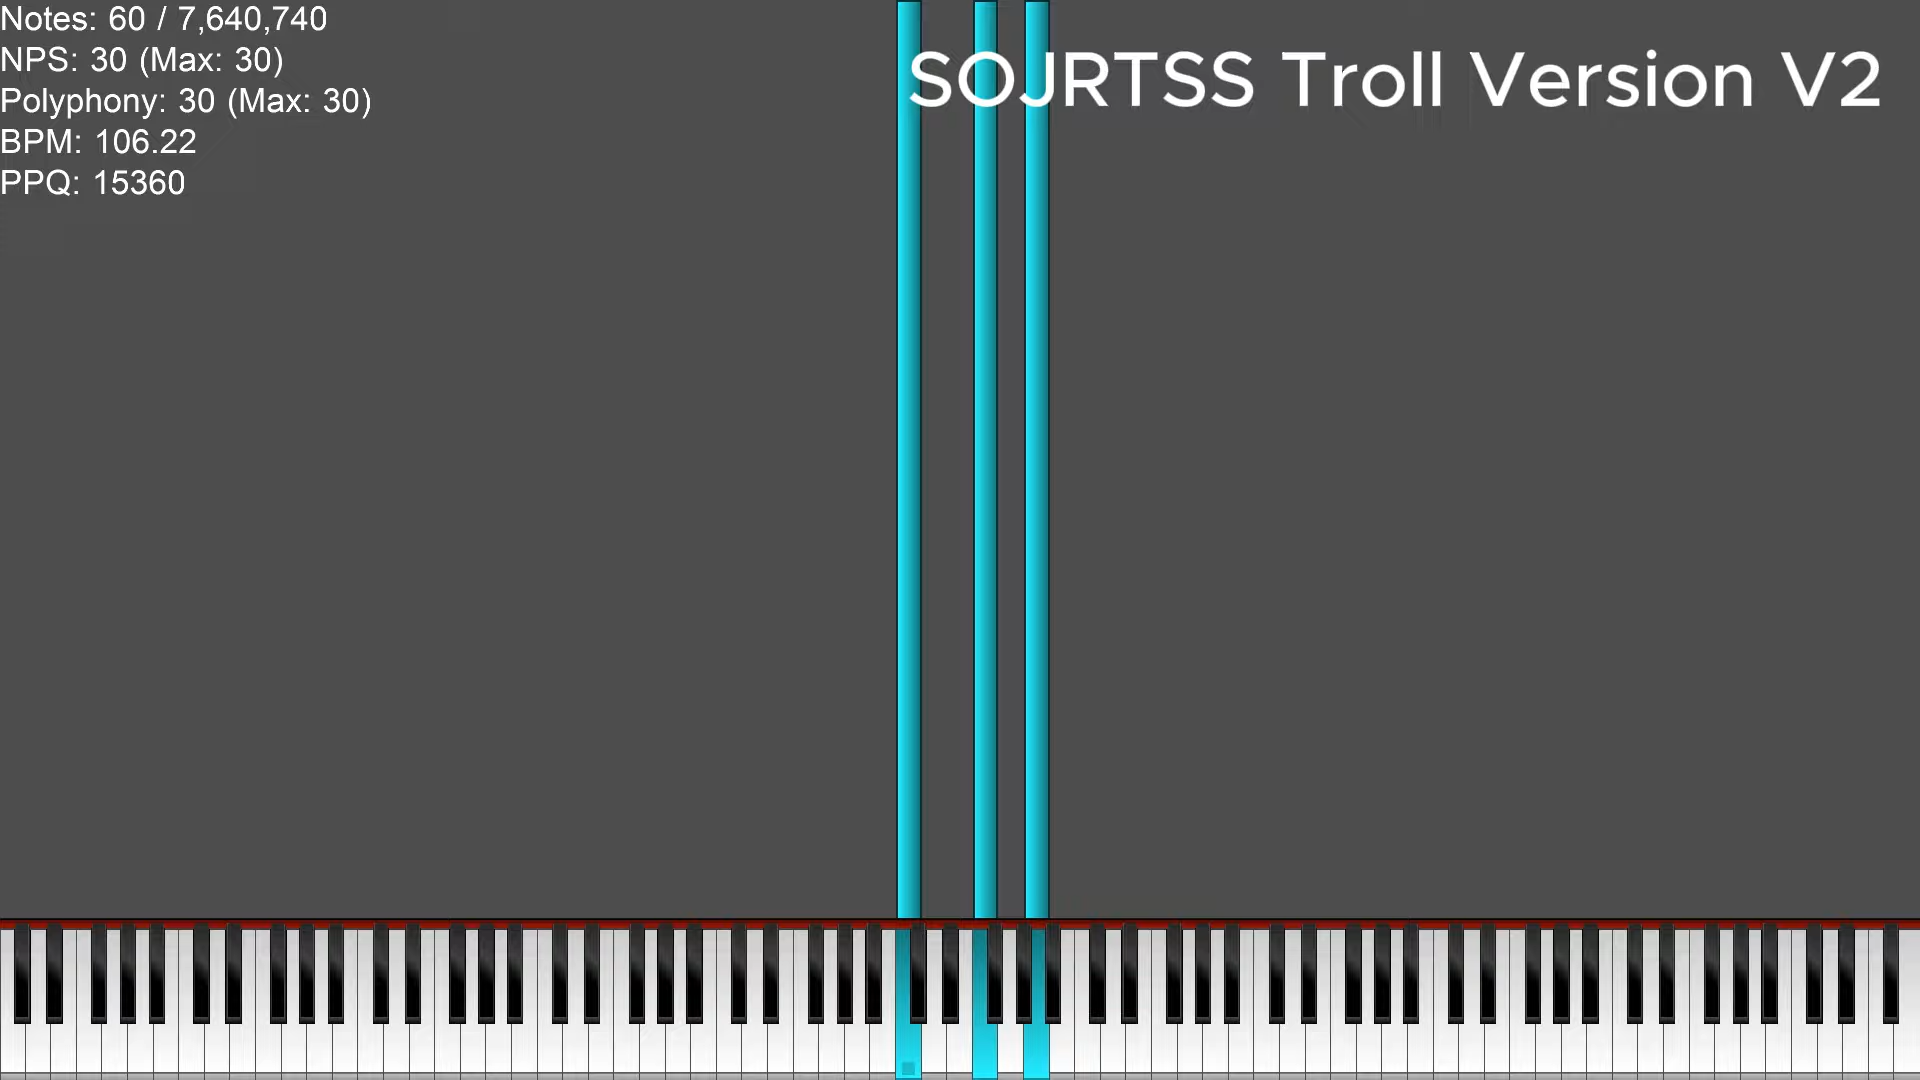 Notes: 60 / 7,640,740
NPS: 30 (Max: 30)
Polyphony: 30 (Max: 30)
BPM: 106.22
PPQ: 15360
SOJRTSS Troll Version V2